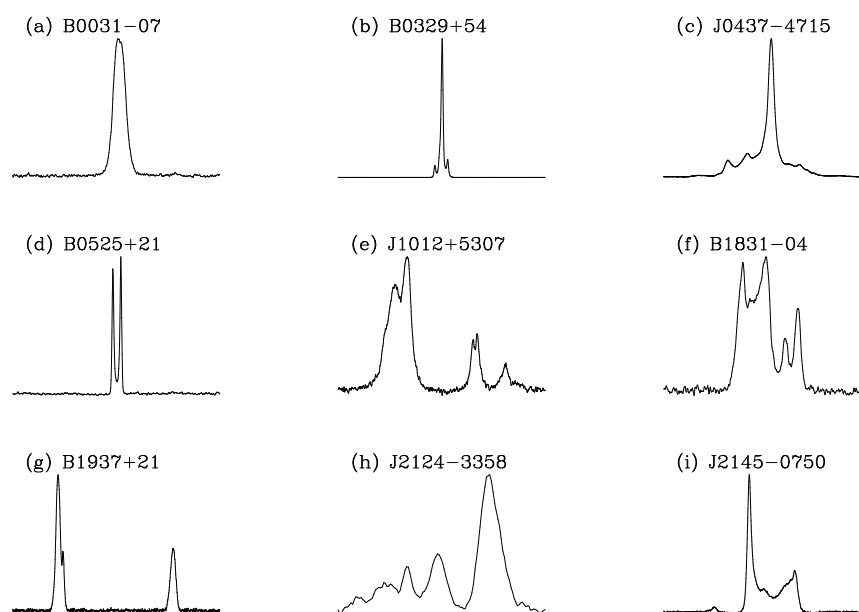 (a) B0031−07
(b) B0329+54
(c) J0437−4715
(d) B0525+21
(e) J1012+5307
(f) B1831−04
(g) B1937+21
(h) J2124−3358
(i) J2145−0750